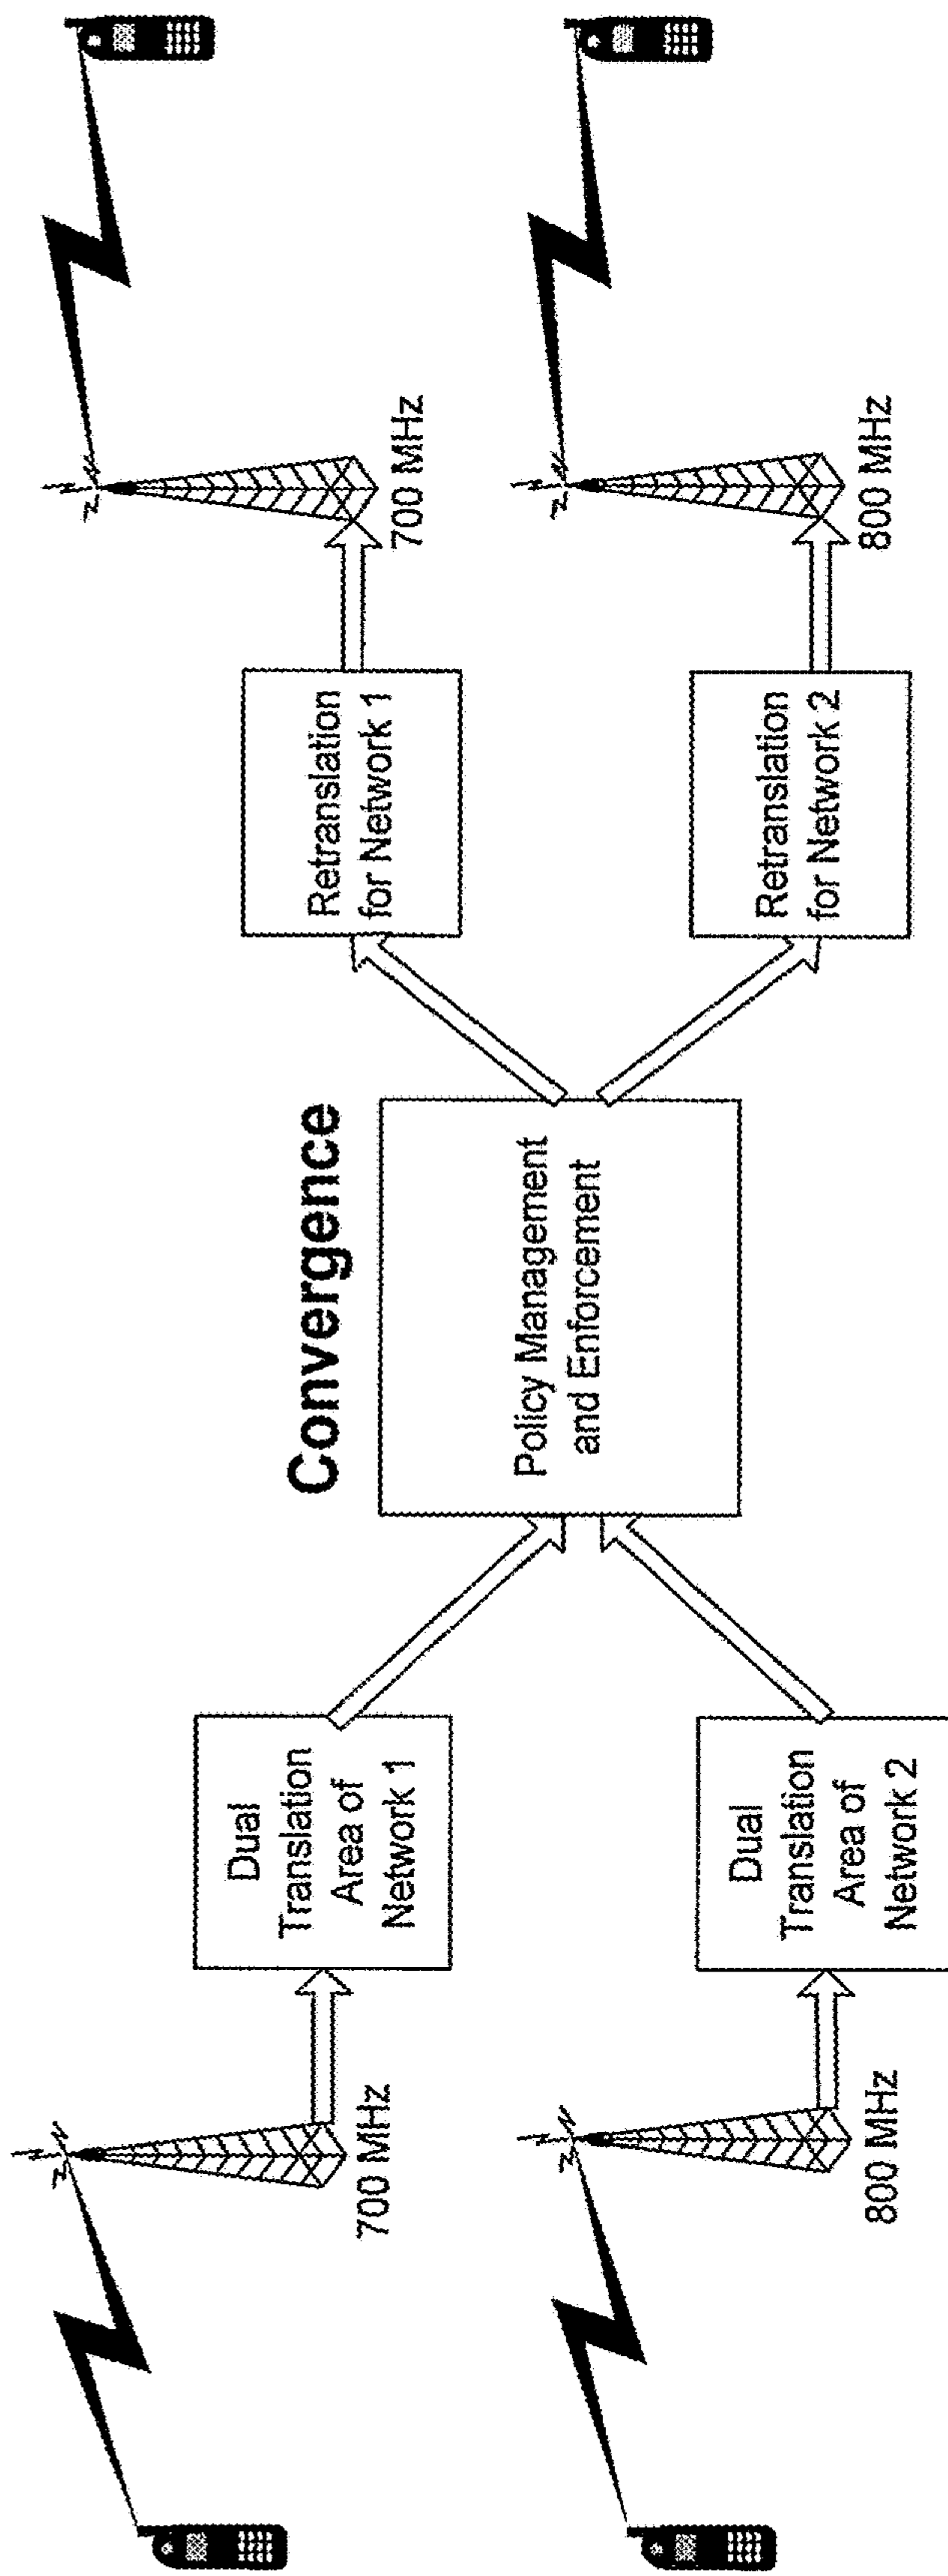 Convergence
700 MHz
Dual
Translation
Area of
Network 1
Policy Management
and Enforcement
Retranslation
for Network 1
700 MHz
800 MHz
Dual
Translation
Area of
Network 2
Retranslation
for Network 2
800 MHz